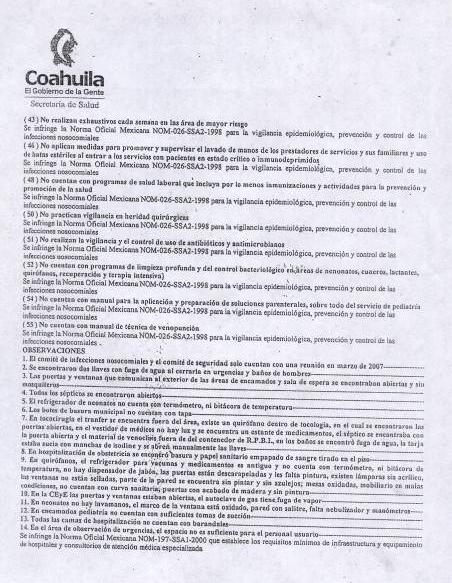 Coahuila
El Gobierno de la Gente
Secretaría de Salud
( 43) No realizan exhaustivos cada semana en las área de mayor riesgo
Se infringe la Norma Oficial Mexicana NOM-026-SSA2-1998 para la vigilancia epidemiológica, prevención y control de las
infecciones nosocomiales
( 46 ) No aplican medidas para promover y supervisar el lavado de manos de los prestadores de servicios y sus familiares y uso
de batas estériles al entrar a los servicios con pacientes en estado crítico o inmunodeprimidos
Se infringe la Norma Oficial Mexicana NOM-026-SSA2-1998 para la vigilancia epidemiológica, prevención y control de las
infecciones nosocomiales
( 48 ) No cuentan con programas de salud laboral que incluya por lo menos inmunizaciones y actividades para la prevención y
promoción de la salud
Se infringe la Norma Oficial Mexicana NOM-026-SSA2-1998 para la vigilancia epidemiológica, prevención y control de las
infecciones nosocomiales
( 50 ) No practican vigilancia en heridad quirúrgicas
Se infringe la Norma Oficial Mexicana NOM-026-SSA2-1998 para la vigilancia epidemiológica, prevención y control de las
infecciones nosocomiales
( 51 ) No realizan la vigilancia y el control de uso de antibióticos y antimicrobianos
Se infringe la Norma Oficial Mexicana NOM-026-SSA2-1998 para la vigilancia epidemiológica, prevención y control de las
infecciones nosocomiales
( 52 ) No cuentan con programas de limpieza profunda y del control bacteriológico en áreas de nenonatos, cuneros, lactantes,
quirófanos, recuperación y terapia intensiva)
Se infringe la Norma Oficial Mexicana NOM-026-SSA2-1998 para la vigilancia epidemiológica, prevención y control de las
infecciones nosocomiales
( 54 ) No cuentan con manual para la aplicación y preparación de soluciones parenterales, sobre todo del servicio de pediatría
Se infringe la Norma Oficial Mexicana NOM-026-SSA2-1998 para la vigilancia epidemiológica, prevención y control de las
infecciones nosocomiales
( 55 ) No cuentan con manual de técnica de venopunción
Se infringe la Norma Oficial Mexicana NOM-026-SSA2-1998 para la vigilancia epidemiológica, prevención y control de las
infecciones nosocomiales .
OBSERVACIONES
1. El comité de infecciones nosocomiales y el comité de seguridad solo cuentan con una reunión en marzo de 2007
2. Se encontraron dos llaves con fuga de agua al cerrarla en urgencias y baños de hombres
3. Las puertas y ventanas que comunican al exterior de las áreas de encamados y sala de espera se encontraban abiertas y sin
mosquiteros
4. Todos los sépticos se encontraron abiertos
5. El refrigerador de neonatos no cuenta con termómetro, ni bitácora de temperatura
6. Los botes de basura municipal no cuentan con tapa
7. En tococirugía el tranfer se encuentra fuera del área, existe un quirófano dentro de tocología, en el cual se encontraron las
puertas abiertas, en el vestidor de médicos no hay luz y se encuentra un estante de medicamentos, el séptico se encontraba con
la puerta abierta y el material de venoclisis fuera de del contenedor de R.P.B.I., en los baños se encontró fuga de agua, la tarja
estaba sucia con manchas de isodine y se abren manualmente las llaves
8. En hospitalización de obstetricia se encontró basura y papel sanitario empapado de sangre tirado en el piso
9. En quirófanos, el refrigerador para vacunas y medicamentos es antiguo y no cuenta con termómetro, ni bitácora de
temperatura, no hay dispensador de jabón, las puertas están descarapeladas y les falta pintura, existen lámparas sin acrílico,
las ventanas no están selladas, parte de la pared se encuentra sin pintar y sin azulejos; mesas oxidadas, mobiliario en malas
condiciones, no cuentan con curva sanitaria, puertas con acabado de madera y sin pintura
10. En la CEyE las puertas y ventanas estaban abiertas, el autoclave de gas tiene fuga de vapor
11. En neonatos no hay lavamanos, el marco de la ventana está oxidado, pared con salitre, falta nebulizador y manómetros
12. En encamados pediatría no cuentan con suficientes tomas de succión
13. Todas las camas de hospitalización no cuentan con barandales
14. En el área de observación de urgencias, el espacio no es suficiente para el personal usuario
Se infringe la Norma Oficial Mexicana NOM-197-SSA1-2000 que establece los requisitos mínimos de infraestructura y equipamiento
de hospitales y consultorios de atención médica especializada